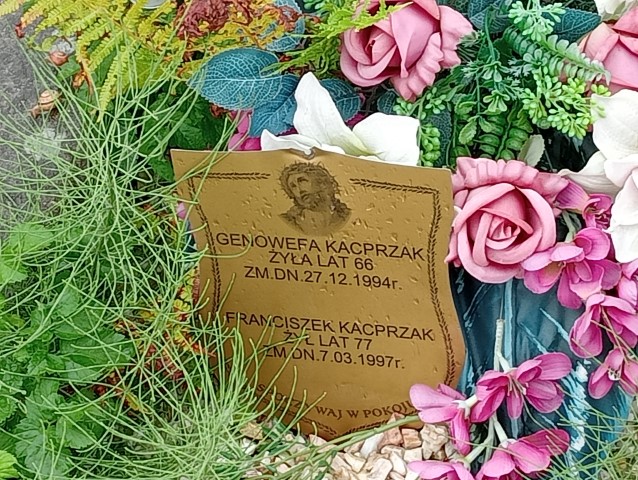 GENOWEFA KACPRZAK
ŻYŁA LAT 66
ZM.DN.27.12.1994r.
FRANCISZEK KACPRZAK
ŻYŁ LAT 77
ZM DN.7.03.1997r.
W POKOJU